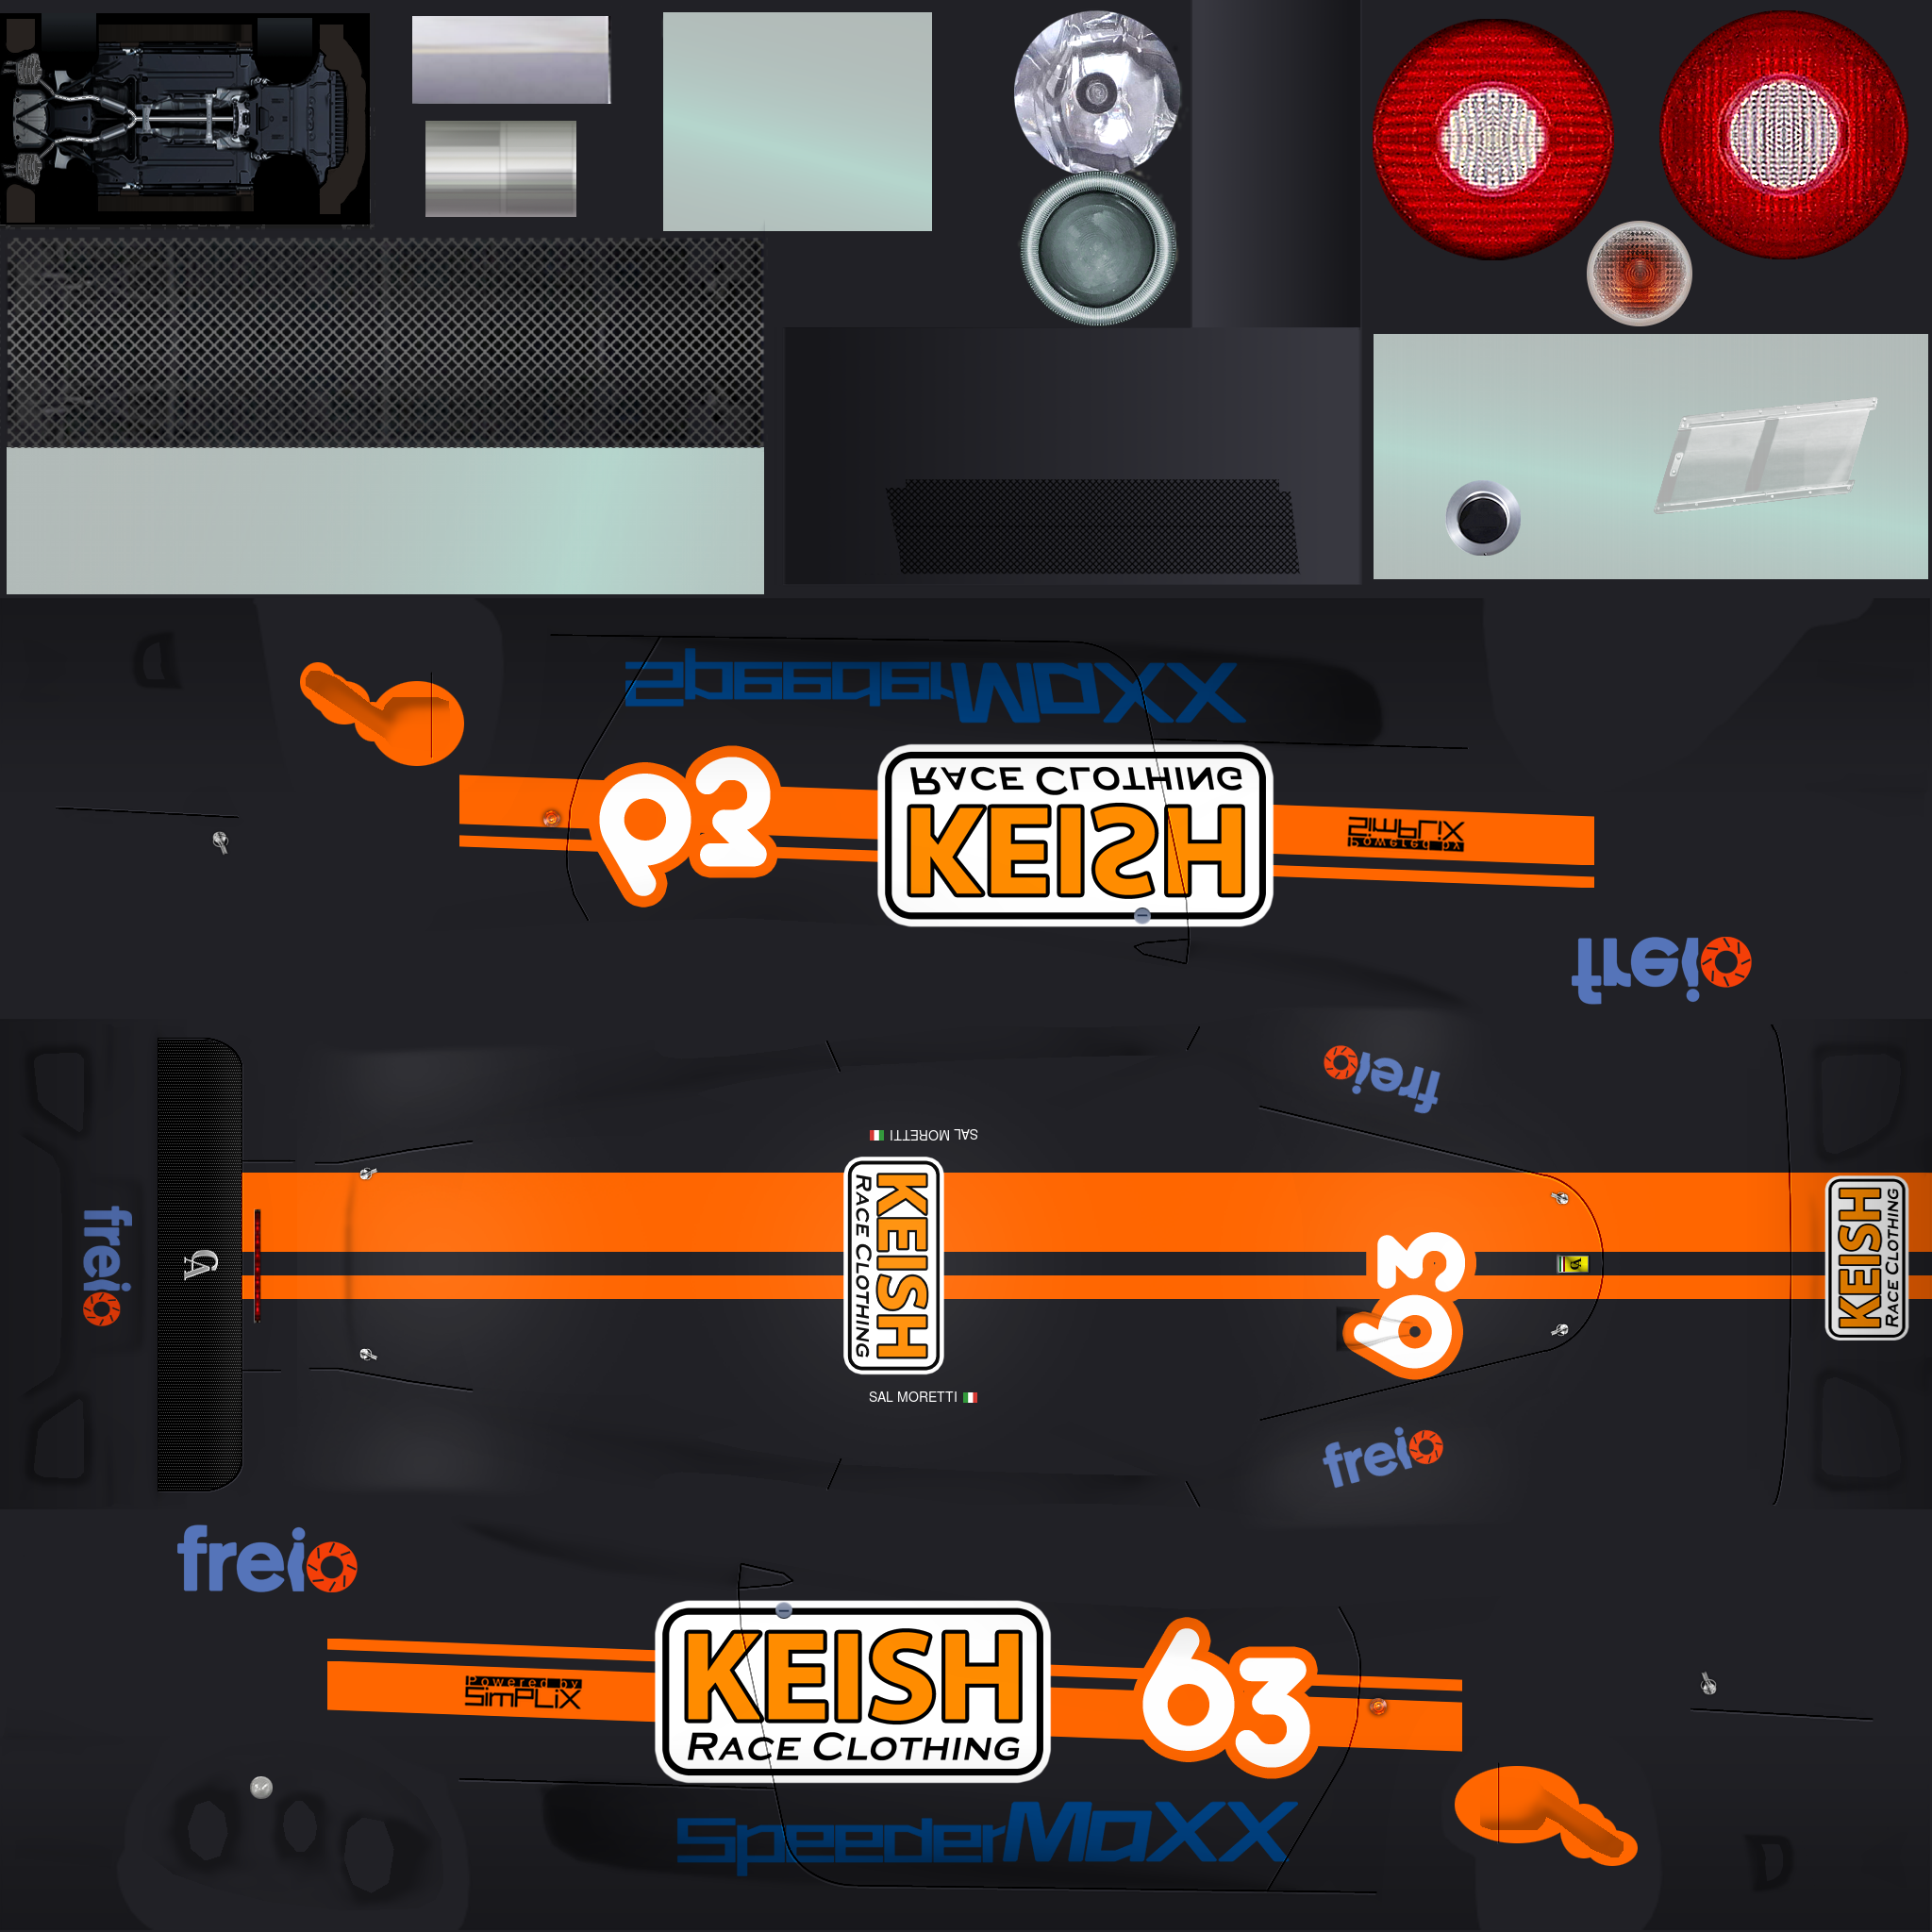 SpeederMaXX
63
RACE CLOTHING
KEISH
SimPLiX
Powered by
freio
freio
SAL MORETTI
KEISH
RACE CLOTHING
63
KEISH
RACE CLOTHING
freio
CA
SAL MORETTI
freio
freio
KEISH
RACE CLOTHING
63
Powered by
SimPLiX
SpeederMaXX